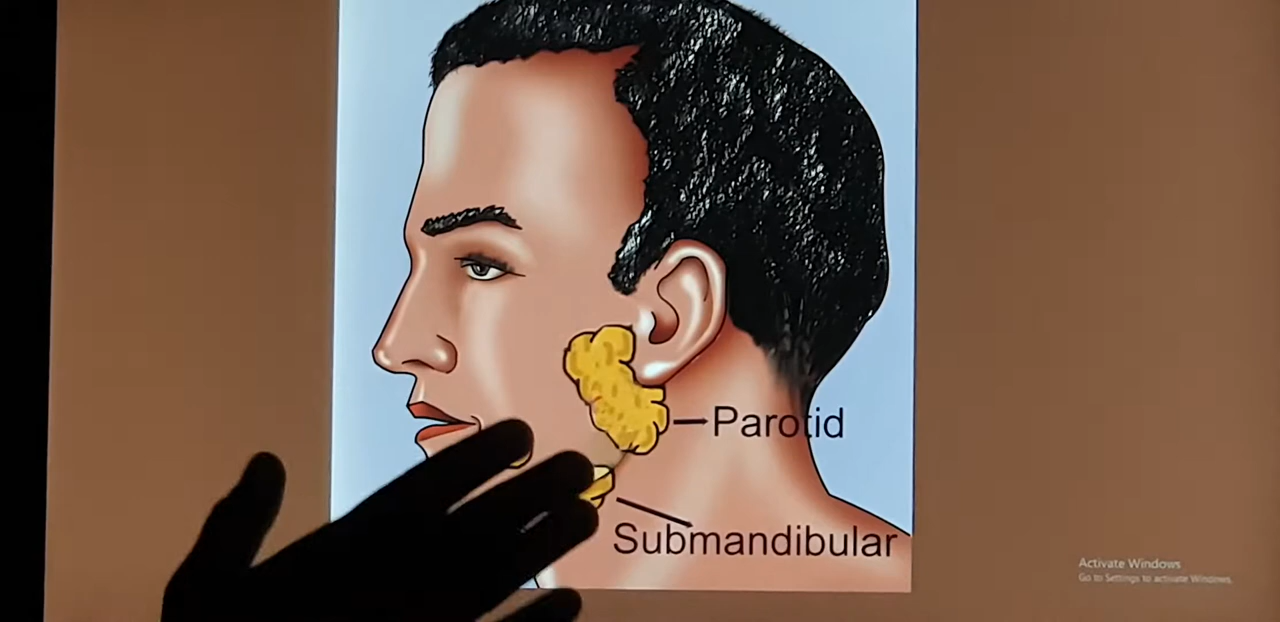 Parotid
Submandibular
Activate Windows
Go to Settings to activate Windows.